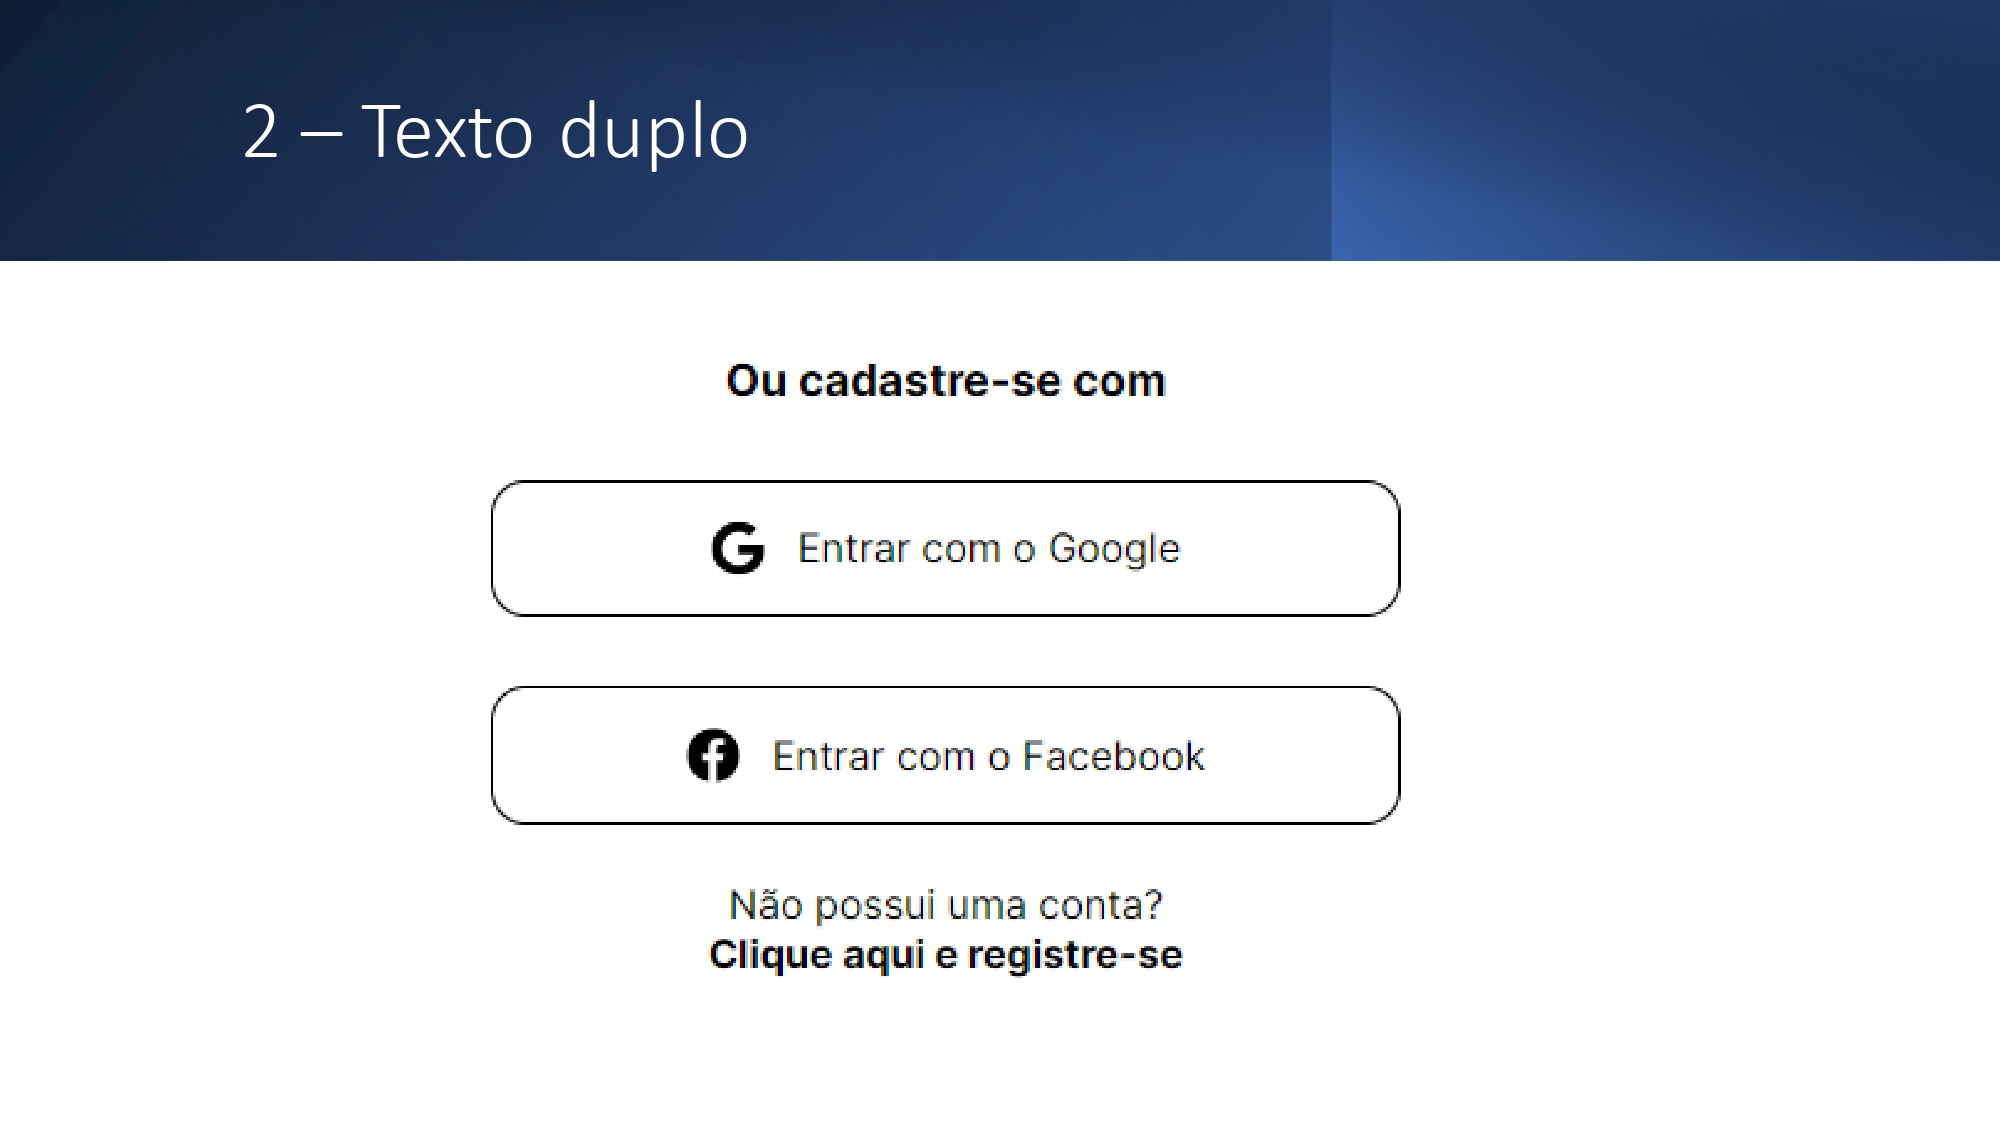 2 – Texto duplo
Ou cadastre-se com
Entrar com o Google
Entrar com o Facebook
Não possui uma conta?
Clique aqui e registre-se